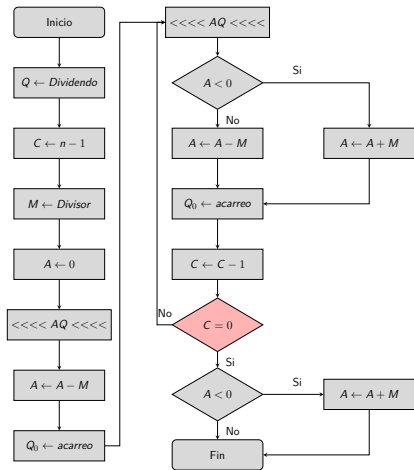 Inicio
Q ← Dividendo
C ← n − 1
M ← Divisor
A ← 0
<<<< AQ <<<<
A ← A − M
Q₀ ← acarreo
<<<< AQ <<<<
A < 0
Si
No
A ← A − M
A ← A + M
Q₀ ← acarreo
C ← C − 1
No
C = 0
Si
A < 0
Si
A ← A + M
No
Fin